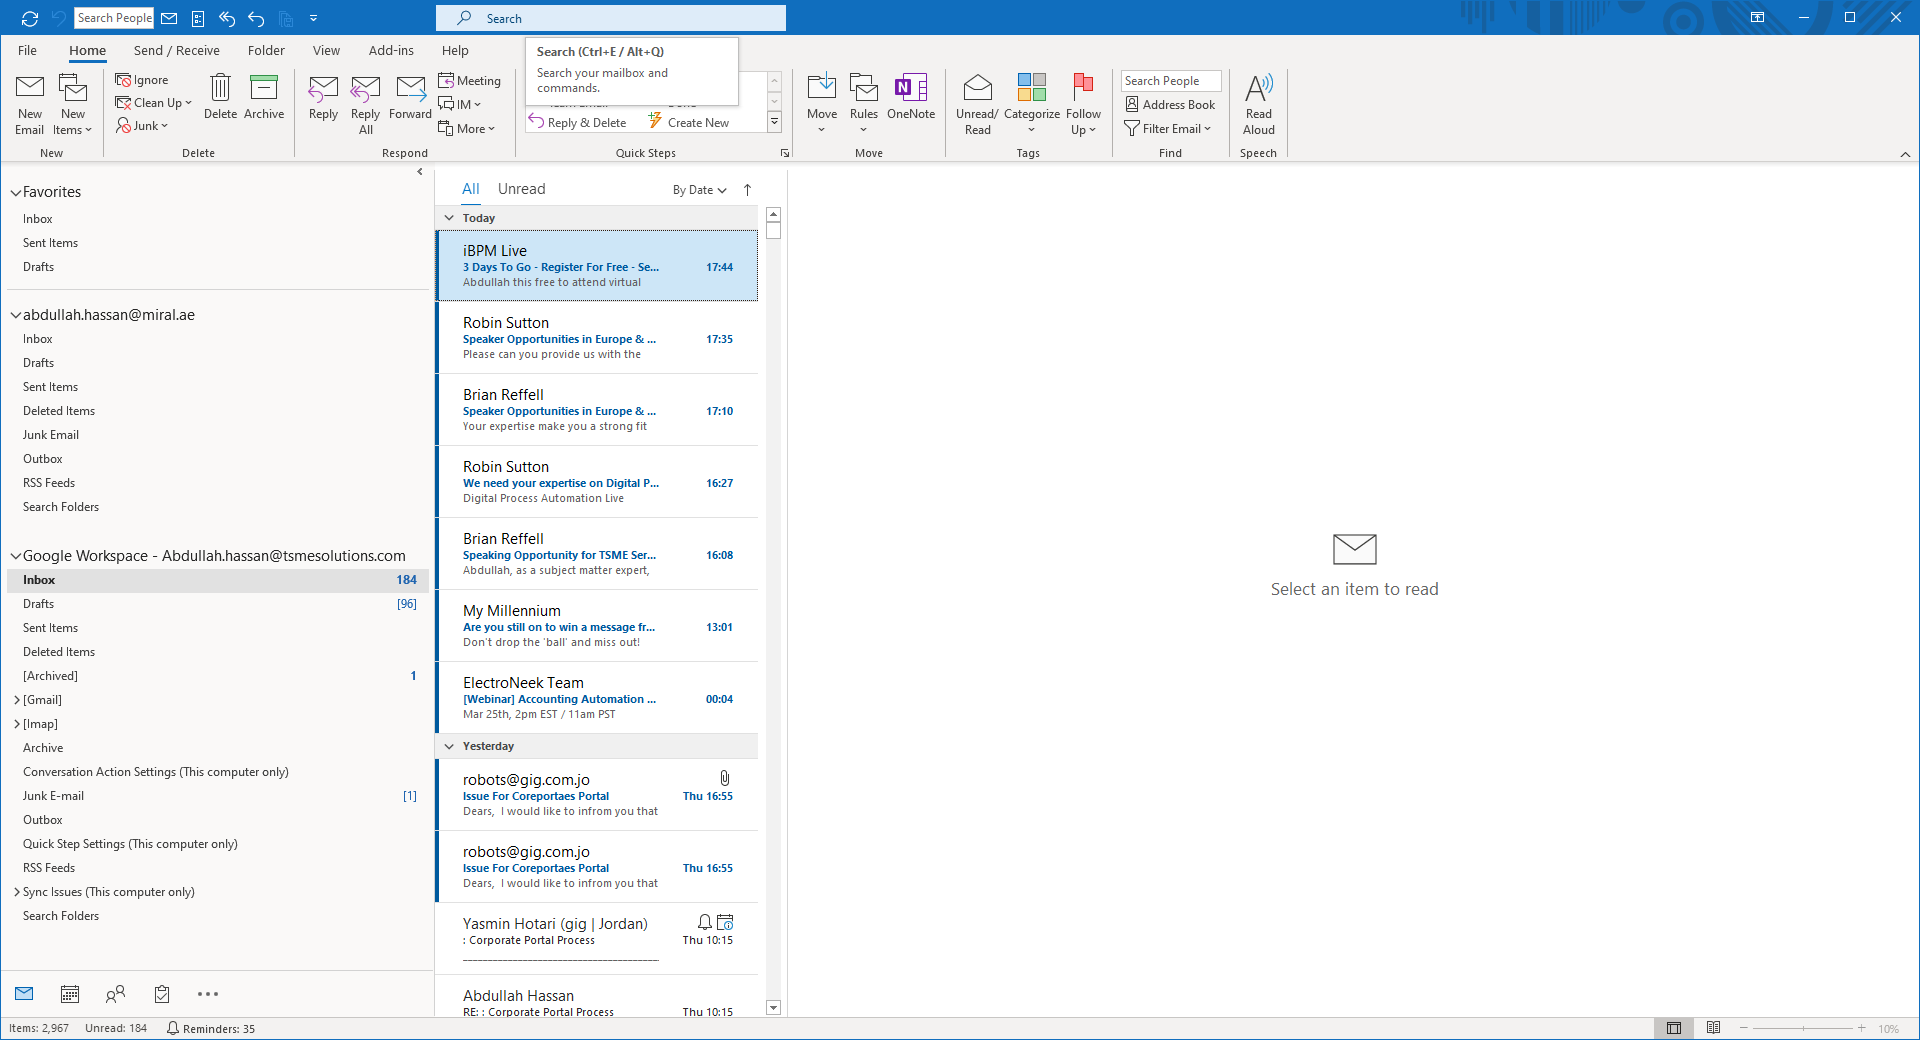 Search People
Search
File
Home
Send / Receive
Folder
View
Add-ins
Help
Search (Ctrl+E / Alt+Q)
Search your mailbox and
commands.
New
Email
New
Items
New
Ignore
Clean Up
Junk
Delete
Archive
Delete
Reply
Reply
All
Forward
Meeting
IM
More
Respond
Reply & Delete
Create New
Quick Steps
Move
Rules
OneNote
Move
Unread/
Read
Categorize
Follow
Up
Tags
Search People
Address Book
Filter Email
Find
Read
Aloud
Speech
Favorites
Inbox
Sent Items
Drafts
abdullah.hassan@miral.ae
Inbox
Drafts
Sent Items
Deleted Items
Junk Email
Outbox
RSS Feeds
Search Folders
Google Workspace - Abdullah.hassan@tsmesolutions.com
Inbox 184
Drafts [96]
Sent Items
Deleted Items
[Archived] 1
[Gmail]
[Imap]
Archive
Conversation Action Settings (This computer only)
Junk E-mail [1]
Outbox
Quick Step Settings (This computer only)
RSS Feeds
Sync Issues (This computer only)
Search Folders
Items: 2,967 Unread: 184 Reminders: 35
All Unread By Date
Today
iBPM Live
3 Days To Go - Register For Free - Se... 17:44
Abdullah this free to attend virtual
Robin Sutton
Speaker Opportunities in Europe & ... 17:35
Please can you provide us with the
Brian Reffell
Speaker Opportunities in Europe & ... 17:10
Your expertise make you a strong fit
Robin Sutton
We need your expertise on Digital P... 16:27
Digital Process Automation Live
Brian Reffell
Speaking Opportunity for TSME Ser... 16:08
Abdullah, as a subject matter expert,
My Millennium
Are you still on to win a message fr... 13:01
Don't drop the 'ball' and miss out!
ElectroNeek Team
[Webinar] Accounting Automation ... 00:04
Mar 25th, 2pm EST / 11am PST
Yesterday
robots@gig.com.jo
Issue For Coreportaes Portal Thu 16:55
Dears, I would like to infrom you that
robots@gig.com.jo
Issue For Coreportaes Portal Thu 16:55
Dears, I would like to infrom you that
Yasmin Hotari (gig | Jordan)
: Corporate Portal Process Thu 10:15
Abdullah Hassan
RE: : Corporate Portal Process Thu 10:15
Select an item to read
10%